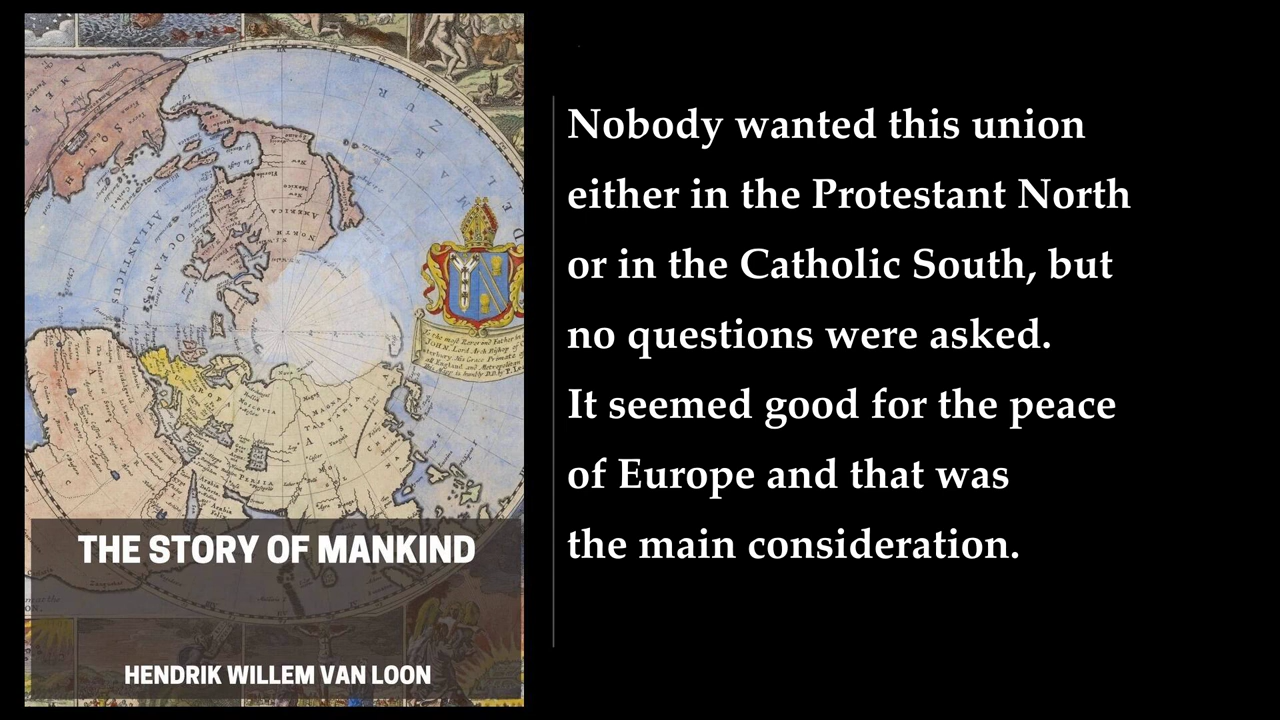 THE STORY OF MANKIND
HENDRIK WILLEM VAN LOON
Nobody wanted this union
either in the Protestant North
or in the Catholic South, but
no questions were asked.
It seemed good for the peace
of Europe and that was
the main consideration.